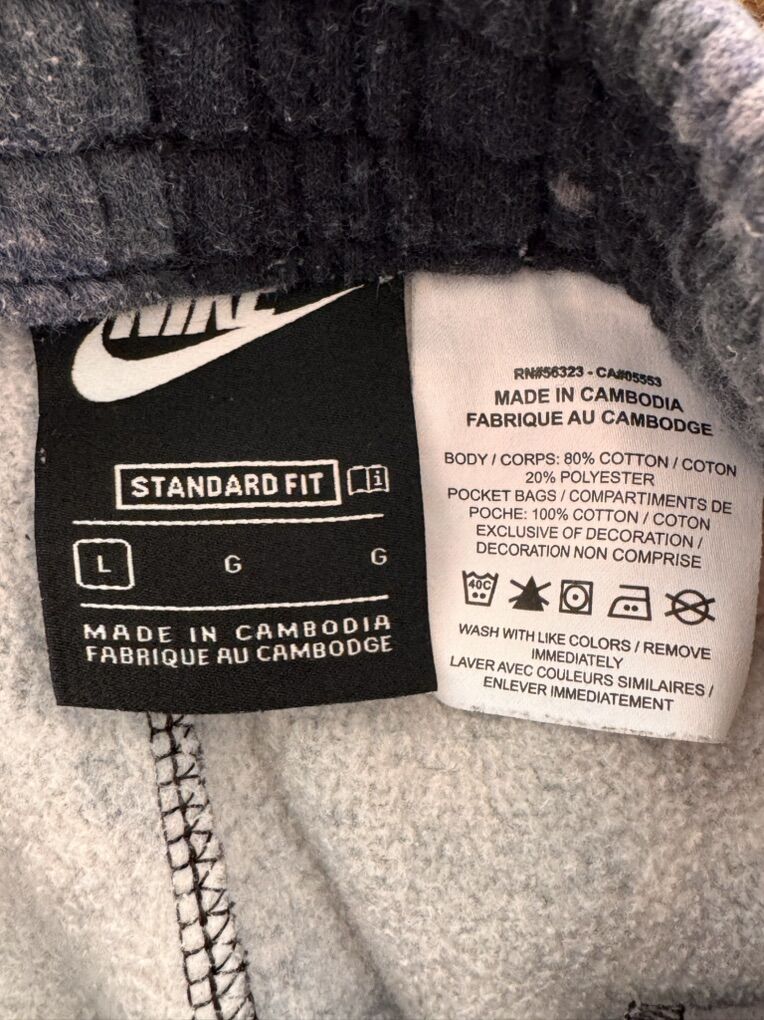 NIKE
STANDARD FIT
L G G
MADE IN CAMBODIA
FABRIQUE AU CAMBODGE
RN#56323 - CA#05553
MADE IN CAMBODIA
FABRIQUE AU CAMBODGE
BODY / CORPS: 80% COTTON / COTON
20% POLYESTER
POCKET BAGS / COMPARTIMENTS DE
POCHE: 100% COTTON / COTON
EXCLUSIVE OF DECORATION /
DECORATION NON COMPRISE
40C
WASH WITH LIKE COLORS / REMOVE
IMMEDIATELY
LAVER AVEC COULEURS SIMILAIRES /
ENLEVER IMMEDIATEMENT